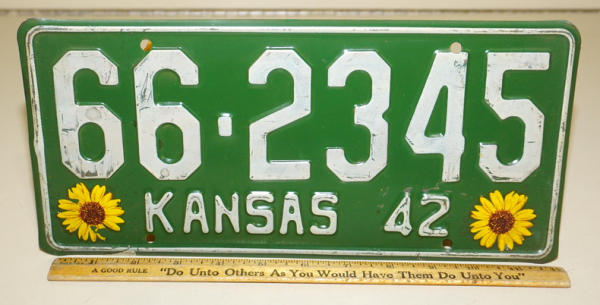 66-2345
KANSAS 42
A GOOD RULE "Do Unto Others As You Would Have Them Do Unto You"